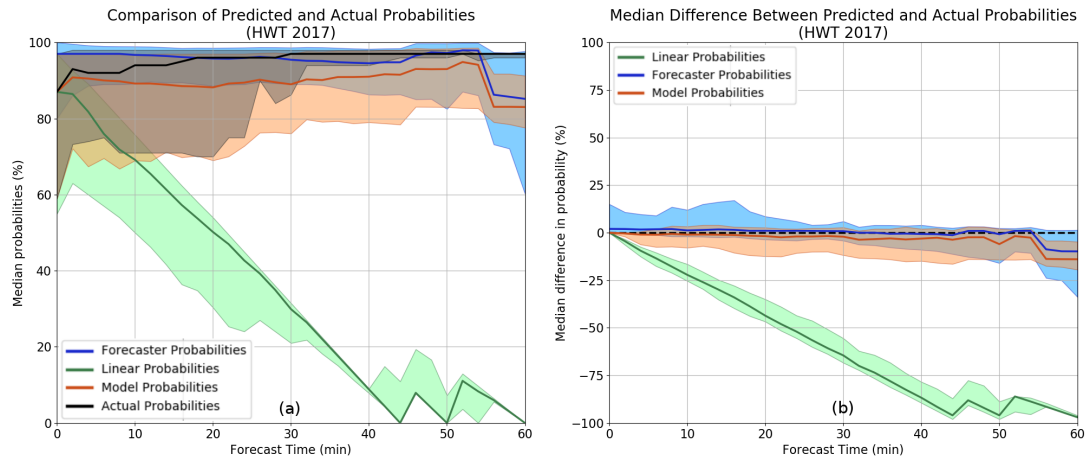 Comparison of Predicted and Actual Probabilities
(HWT 2017)
Median probabilities (%)
100
80
60
40
20
0
Forecaster Probabilities
Linear Probabilities
Model Probabilities
Actual Probabilities
(a)
0 10 20 30 40 50 60
Forecast Time (min)
Median Difference Between Predicted and Actual Probabilities
(HWT 2017)
Median difference in probability (%)
100
75
50
25
0
−25
−50
−75
−100
Linear Probabilities
Forecaster Probabilities
Model Probabilities
(b)
0 10 20 30 40 50 60
Forecast Time (min)